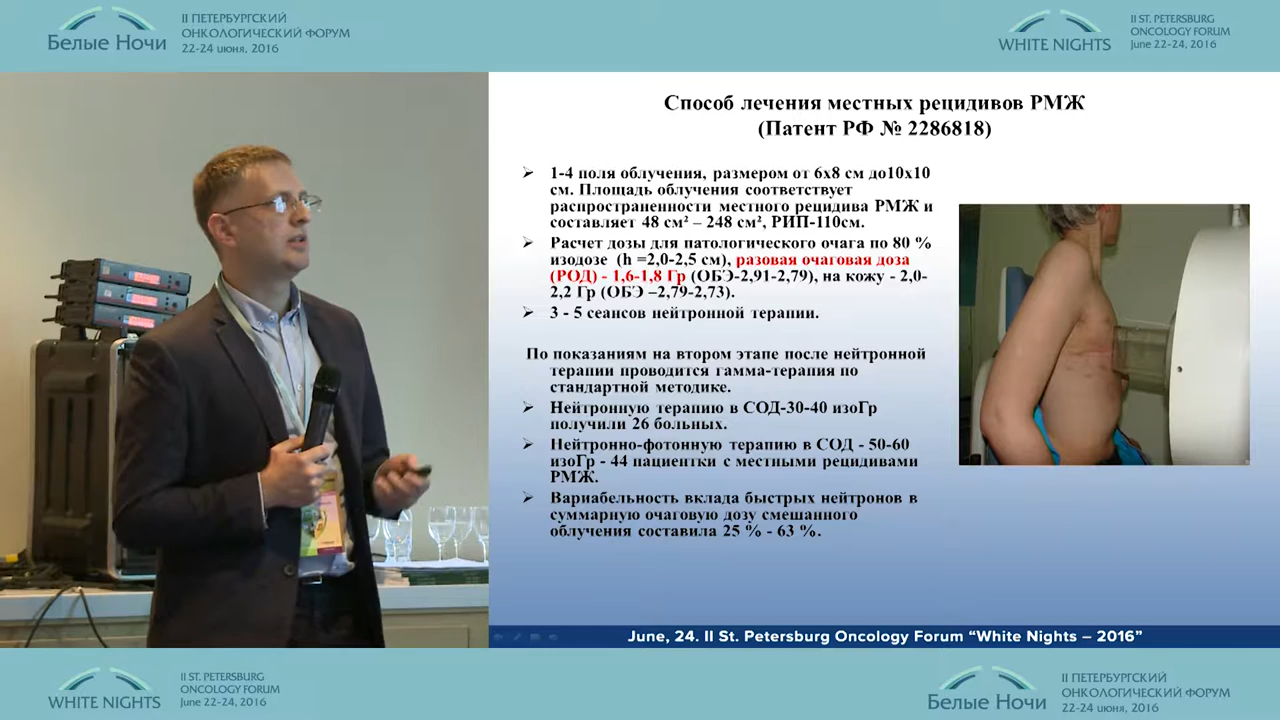 II ПЕТЕРБУРГСКИЙ
ОНКОЛОГИЧЕСКИЙ ФОРУМ
Белые Ночи
22-24 июня, 2016
II ST. PETERSBURG
ONCOLOGY FORUM
WHITE NIGHTS
June 22-24, 2016
Способ лечения местных рецидивов РМЖ
(Патент РФ № 2286818)
➢ 1-4 поля облучения, размером от 6х8 см до10х10
см. Площадь облучения соответствует
распространенности местного рецидива РМЖ и
составляет 48 см² – 248 см², РИП-110см.
➢ Расчет дозы для патологического очага по 80 %
изодозе (h =2,0-2,5 см), разовая очаговая доза
(РОД) - 1,6-1,8 Гр (ОБЭ-2,91-2,79), на кожу - 2,0-
2,2 Гр (ОБЭ –2,79-2,73).
➢ 3 - 5 сеансов нейтронной терапии.
По показаниям на втором этапе после нейтронной
терапии проводится гамма-терапия по
стандартной методике.
➢ Нейтронную терапию в СОД-30-40 изоГр
получили 26 больных.
➢ Нейтронно-фотонную терапию в СОД - 50-60
изоГр - 44 пациентки с местными рецидивами
РМЖ.
➢ Вариабельность вклада быстрых нейтронов в
суммарную очаговую дозу смешанного
облучения составила 25 % - 63 %.
June, 24. II St. Petersburg Oncology Forum “White Nights – 2016”
II ST. PETERSBURG
ONCOLOGY FORUM
WHITE NIGHTS
June 22-24, 2016
II ПЕТЕРБУРГСКИЙ
ОНКОЛОГИЧЕСКИЙ ФОРУМ
Белые Ночи
22-24 июня, 2016